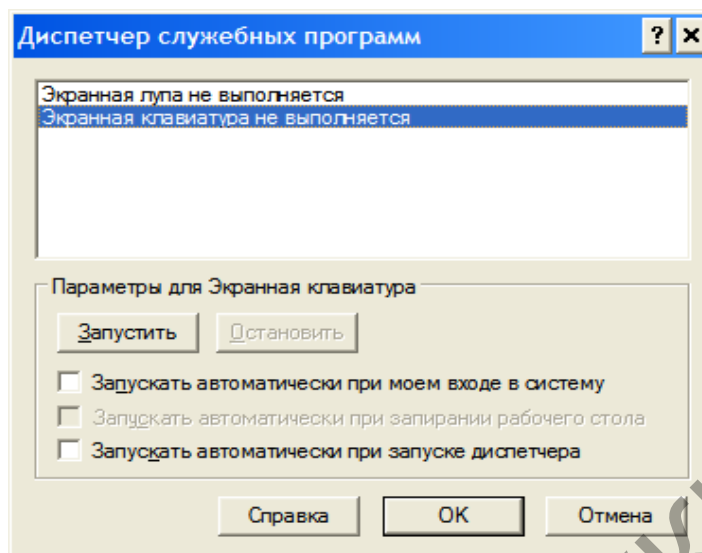 Диспетчер служебных программ
Экранная лупа не выполняется
Экранная клавиатура не выполняется
Параметры для Экранная клавиатура
Запустить Остановить
Запускать автоматически при моем входе в систему
Запускать автоматически при запирании рабочего стола
Запускать автоматически при запуске диспетчера
Справка OK Отмена